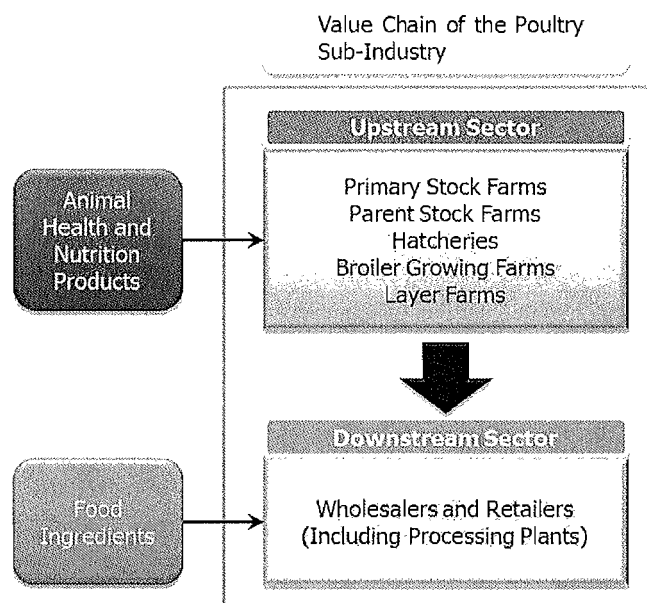 Value Chain of the Poultry
Sub-Industry
Upstream Sector
Animal
Health and
Nutrition
Products
Primary Stock Farms
Parent Stock Farms
Hatcheries
Broiler Growing Farms
Layer Farms
Downstream Sector
Food
Ingredients
Wholesalers and Retailers
(Including Processing Plants)